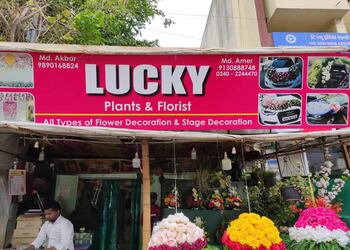 Md. Akbar
9890168824
LUCKY
Md. Amer
9130888748
0240 - 2244470
Plants & Florist
All Types of Flower Decoration & Stage Decoration